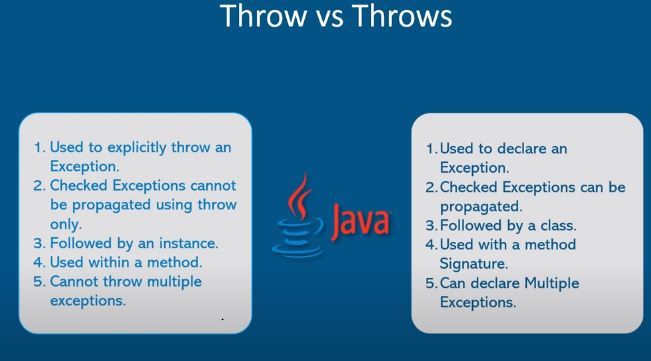 Throw vs Throws
1. Used to explicitly throw an
Exception.
2. Checked Exceptions cannot
be propagated using throw
only.
3. Followed by an instance.
4. Used within a method.
5. Cannot throw multiple
exceptions.
Java
1. Used to declare an
Exception.
2. Checked Exceptions can be
propagated.
3. Followed by a class.
4. Used with a method
Signature.
5. Can declare Multiple
Exceptions.